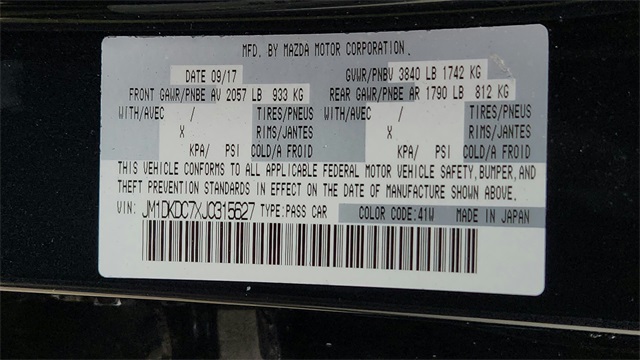 MFD. BY MAZDA MOTOR CORPORATION.
DATE 09/17 GVWR/PNBV 3840 LB 1742 KG
FRONT GAWR/PNBE AV 2057 LB 933 KG REAR GAWR/PNBE AR 1790 LB 812 KG
WITH/AVEC / TIRES/PNEUS WITH/AVEC / TIRES/PNEUS
X RIMS/JANTES X RIMS/JANTES
KPA/ PSI COLD/A FROID KPA/ PSI COLD/A FROID
THIS VEHICLE CONFORMS TO ALL APPLICABLE FEDERAL MOTOR VEHICLE SAFETY, BUMPER, AND
THEFT PREVENTION STANDARDS IN EFFECT ON THE DATE OF MANUFACTURE SHOWN ABOVE.
VIN: JM1DKDC7XJ0315627 TYPE: PASS CAR COLOR CODE: 41W MADE IN JAPAN